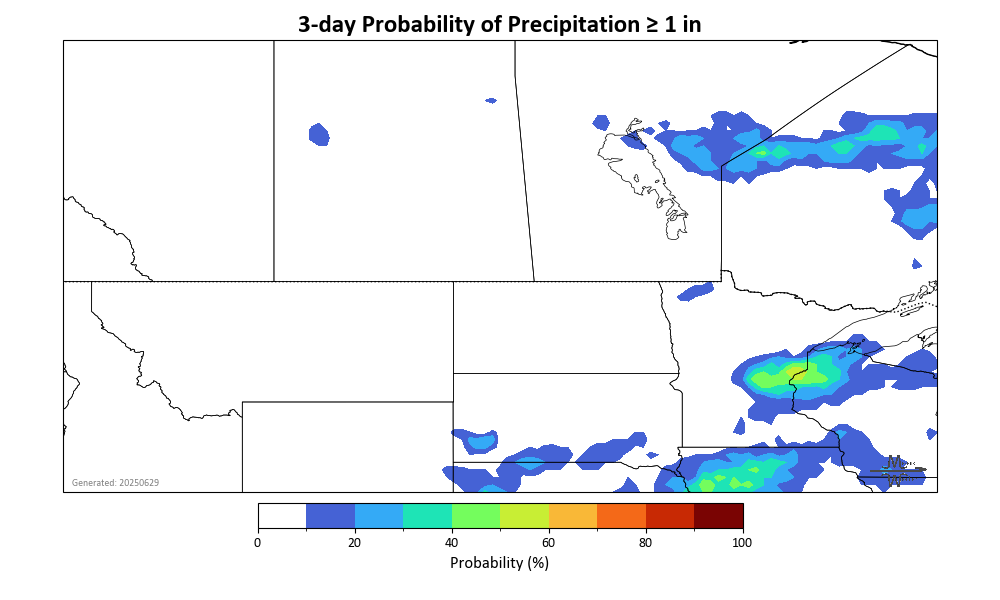 3-day Probability of Precipitation ≥ 1 in
Generated: 20250629
0 20 40 60 80 100
Probability (%)